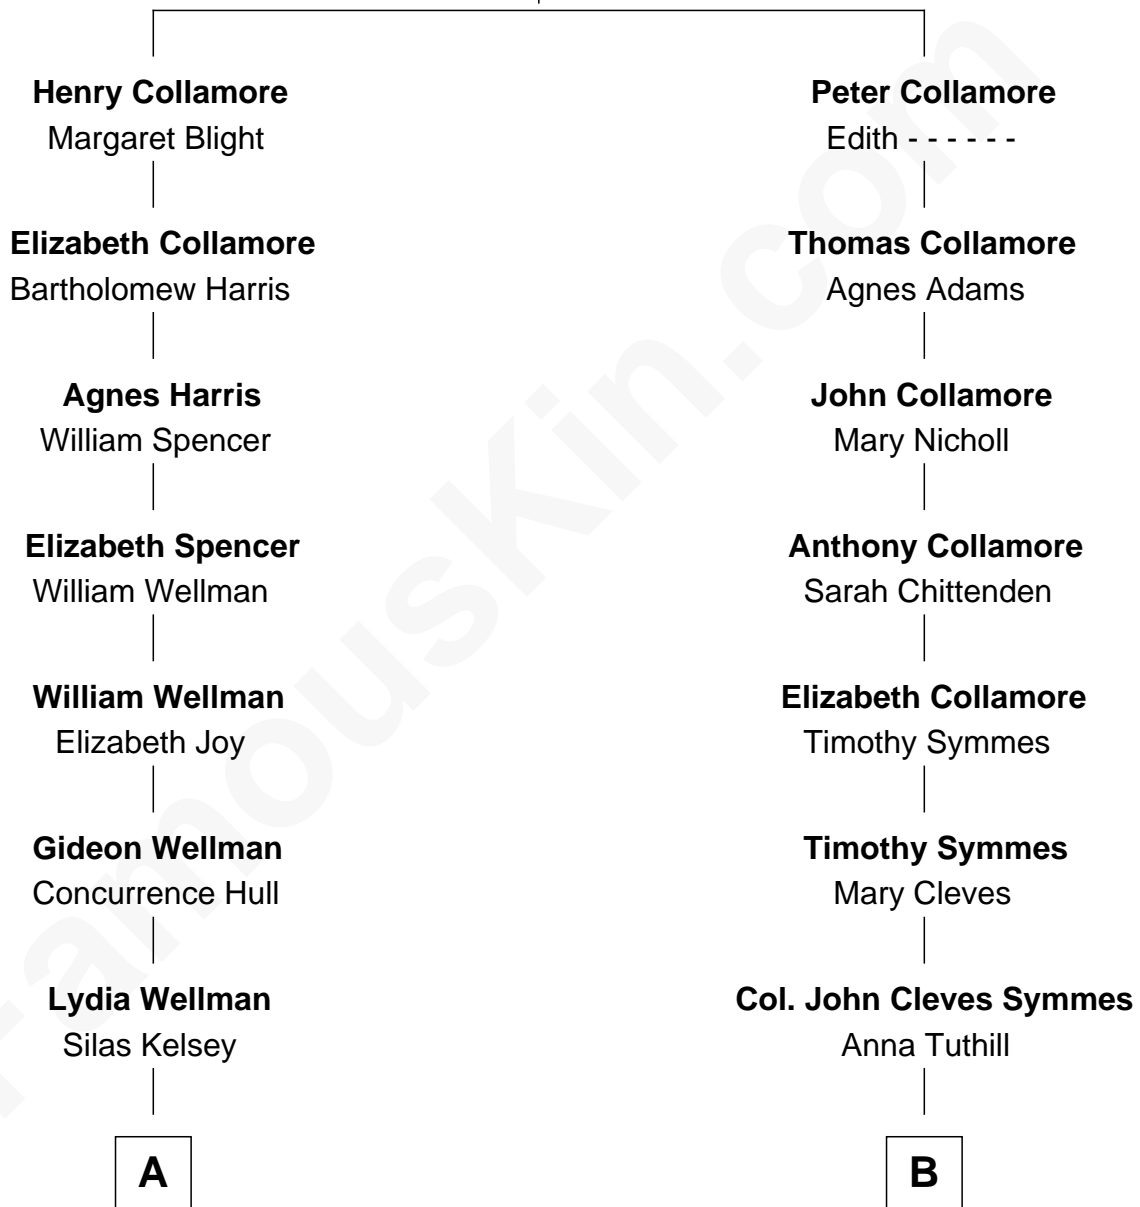 Henry Collamore
Margaret Blight
Elizabeth Collamore
Bartholomew Harris
Agnes Harris
William Spencer
Elizabeth Spencer
William Wellman
William Wellman
Elizabeth Joy
Gideon Wellman
Concurrence Hull
Lydia Wellman
Silas Kelsey
A
Peter Collamore
Edith - - - - - -
Thomas Collamore
Agnes Adams
John Collamore
Mary Nicholl
Anthony Collamore
Sarah Chittenden
Elizabeth Collamore
Timothy Symmes
Timothy Symmes
Mary Cleves
Col. John Cleves Symmes
Anna Tuthill
B
FamousKin.com